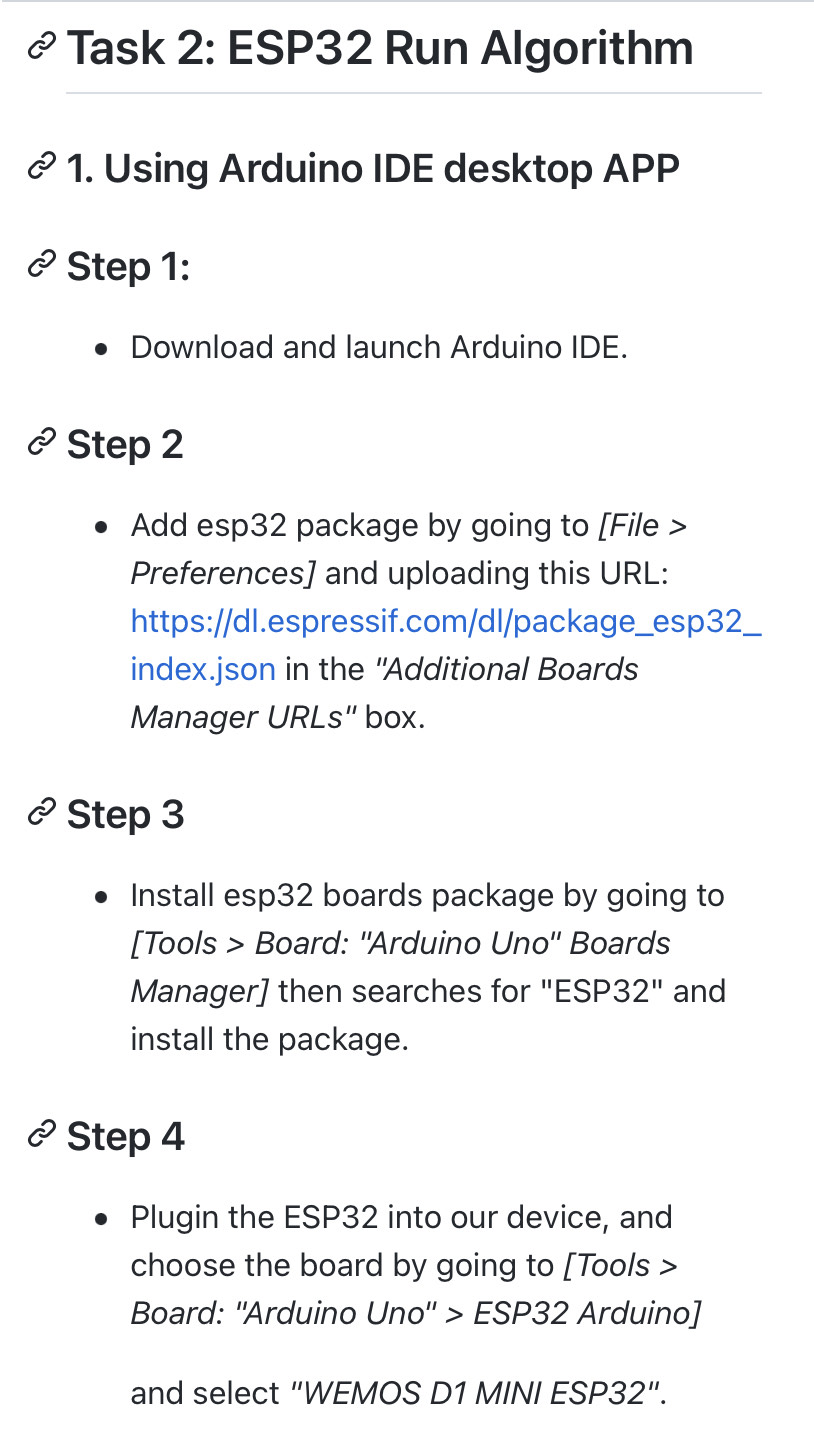 Task 2: ESP32 Run Algorithm
1. Using Arduino IDE desktop APP
Step 1:
• Download and launch Arduino IDE.
Step 2
• Add esp32 package by going to [File >
Preferences] and uploading this URL:
https://dl.espressif.com/dl/package_esp32_
index.json in the "Additional Boards
Manager URLs" box.
Step 3
• Install esp32 boards package by going to
[Tools > Board: "Arduino Uno" Boards
Manager] then searches for "ESP32" and
install the package.
Step 4
• Plugin the ESP32 into our device, and
choose the board by going to [Tools >
Board: "Arduino Uno" > ESP32 Arduino]
and select "WEMOS D1 MINI ESP32".